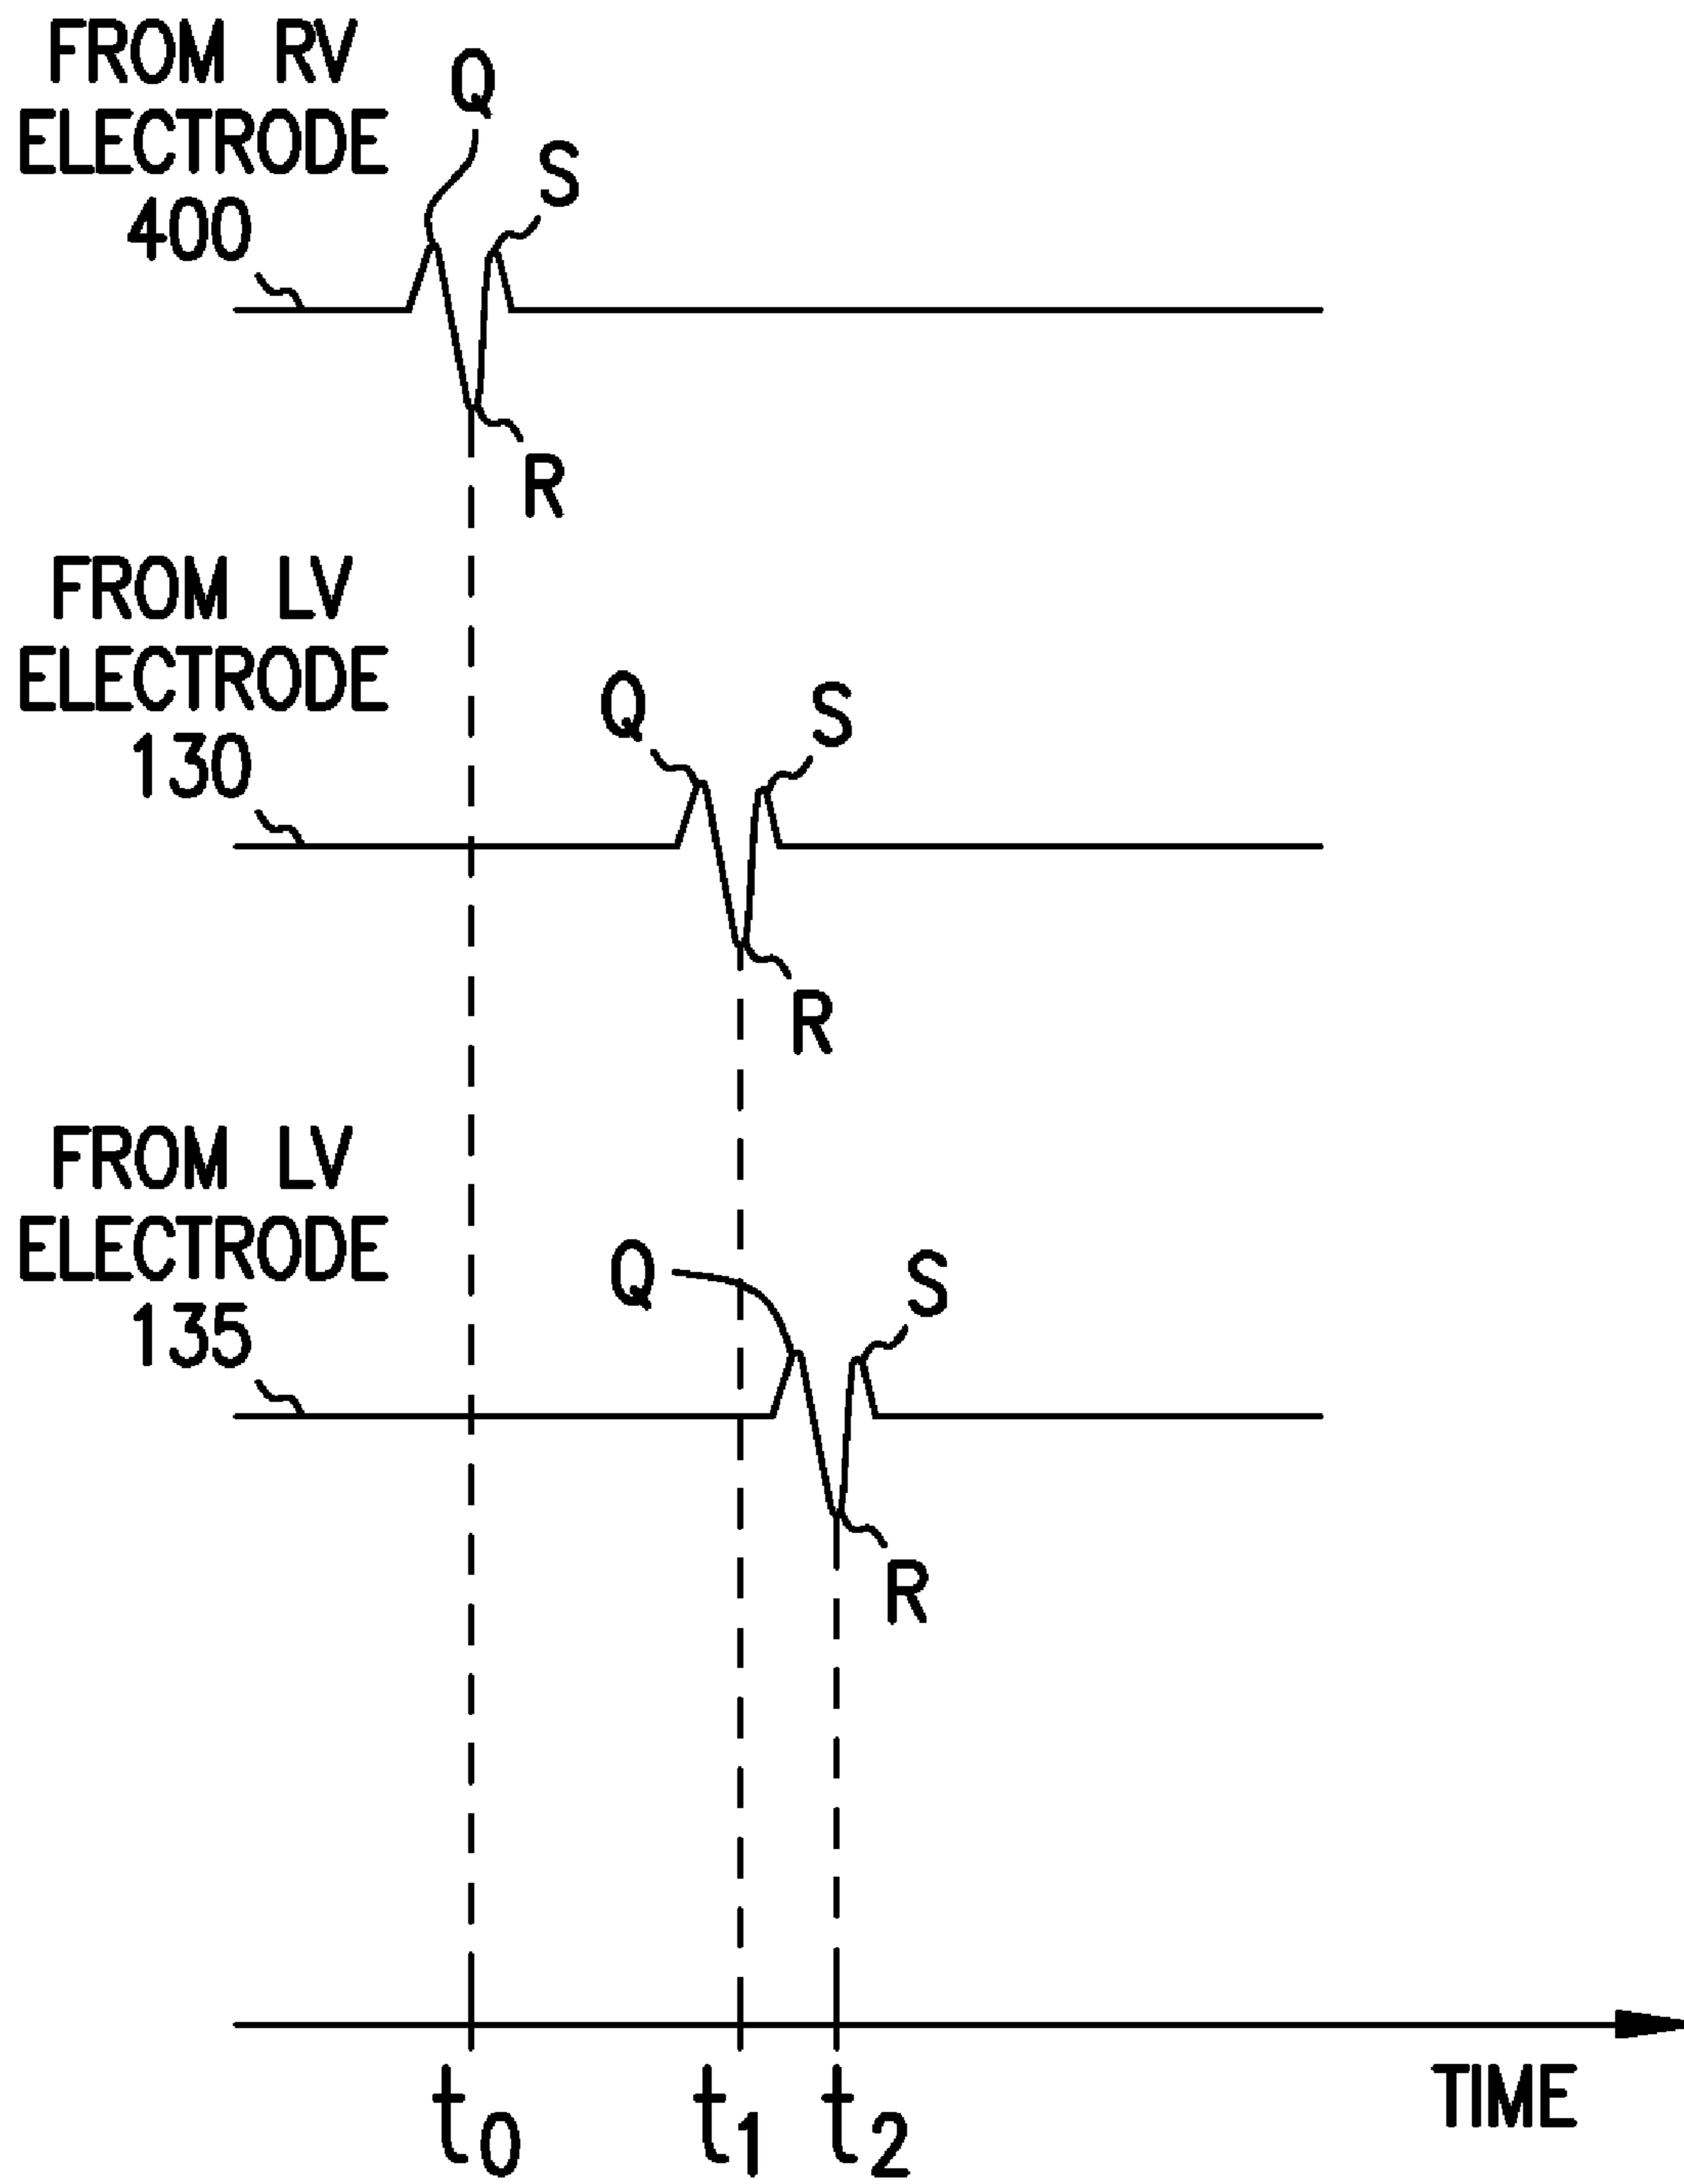 FROM RV
ELECTRODE
400
Q
S
R
FROM LV
ELECTRODE
130
Q
S
R
FROM LV
ELECTRODE
135
Q
S
R
t0
t1
t2
TIME